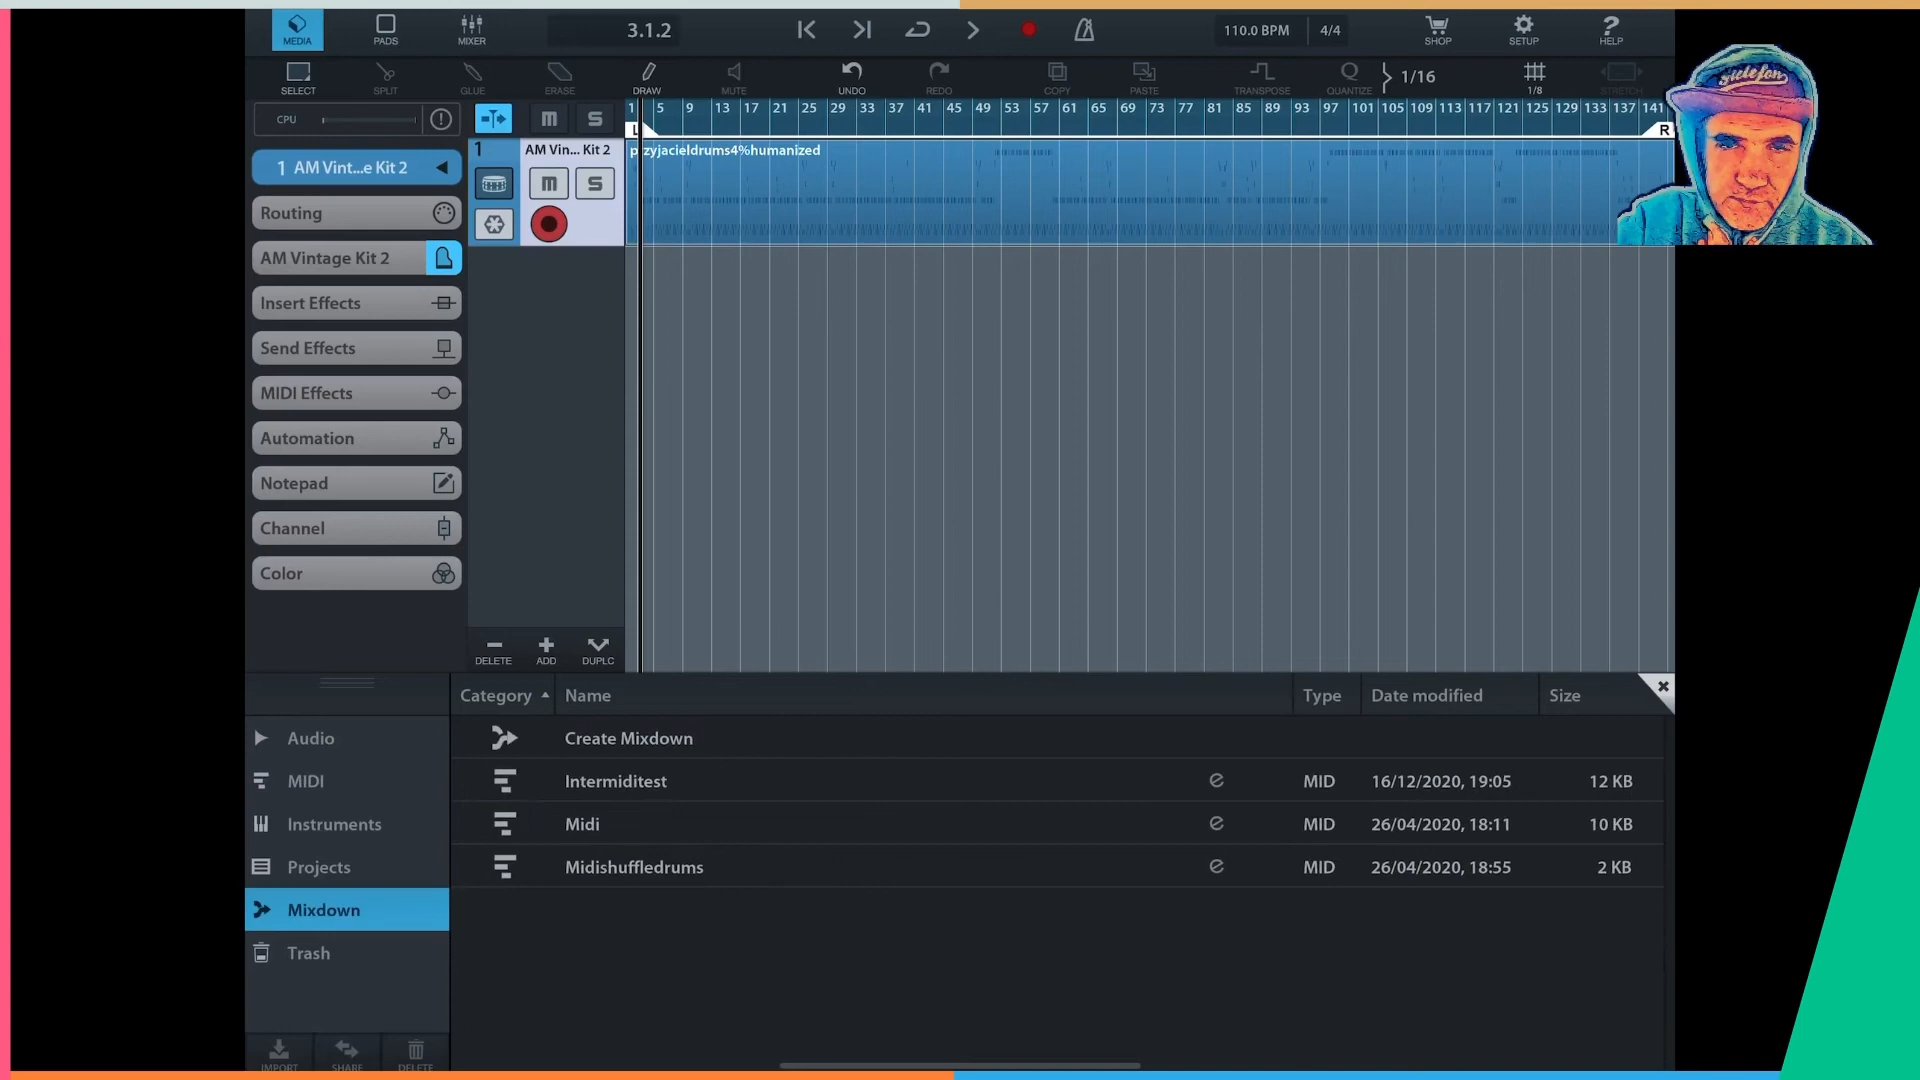 MEDIA
PADS
MIXER
3.1.2
110.0 BPM
4/4
SHOP
SETUP
HELP
?
SELECT
SPLIT
GLUE
ERASE
DRAW
MUTE
UNDO
REDO
COPY
PASTE
TRANSPOSE
Q
QUANTIZE
1/16
1/8
STRETCH
CPU
m
S
1 5 9 13 17 21 25 29 33 37 41 45 49 53 57 61 65 69 73 77 81 85 89 93 97 101 105 109 113 117 121 125 129 133 137 141
L
R
1 AM Vint...e Kit 2
1
AM Vin... Kit 2
m
S
zyjacieldrums4%humanized
Routing
AM Vintage Kit 2
Insert Effects
Send Effects
MIDI Effects
Automation
Notepad
Channel
Color
DELETE
ADD
DUPLC
Category
Name
Type
Date modified
Size
Audio
MIDI
Instruments
Projects
Mixdown
Trash
Create Mixdown
Intermiditest
MID
16/12/2020, 19:05
12 KB
Midi
MID
26/04/2020, 18:11
10 KB
Midishuffledrums
MID
26/04/2020, 18:55
2 KB
IMPORT
SHARE
DELETE